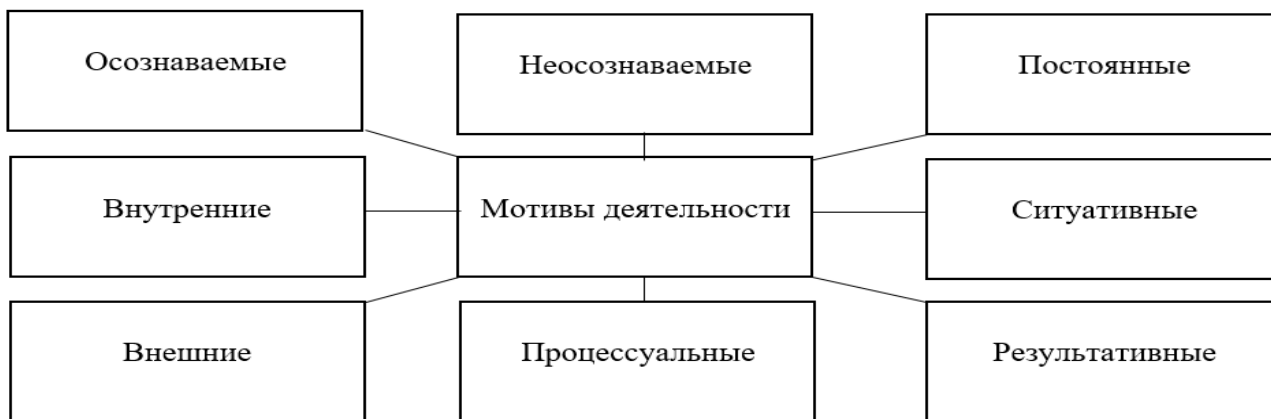 Осознаваемые
Неосознаваемые
Постоянные
Внутренние
Мотивы деятельности
Ситуативные
Внешние
Процессуальные
Результативные